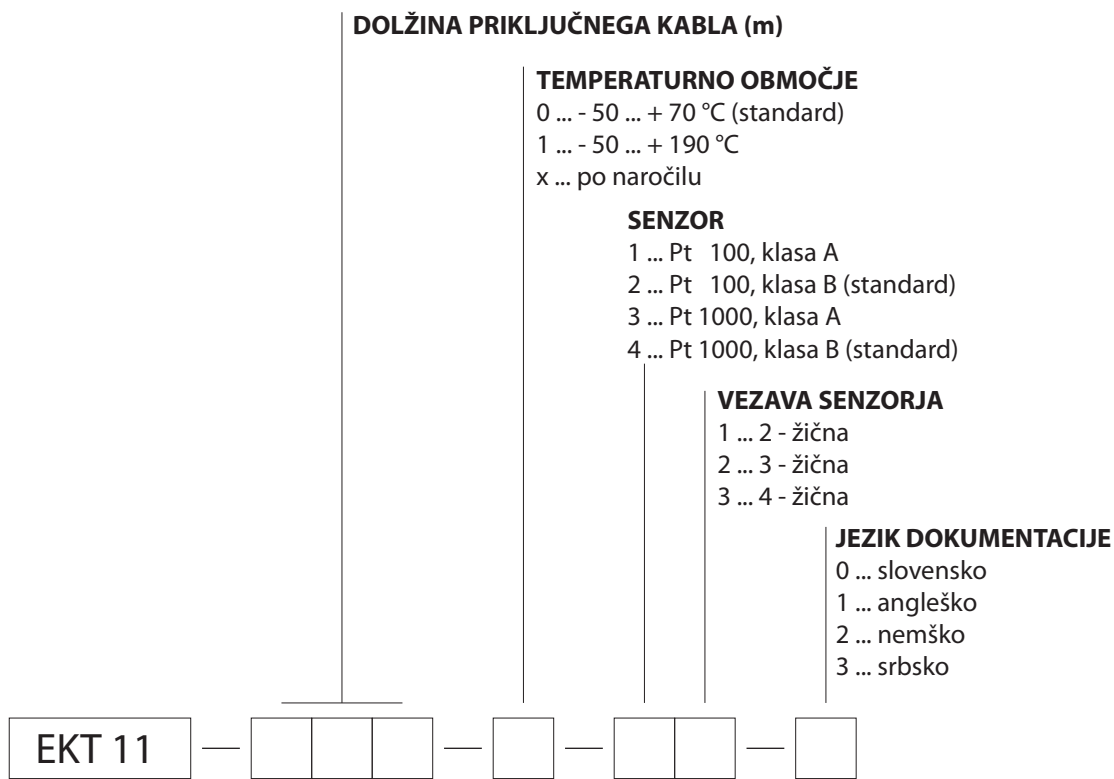 DOLŽINA PRIKLJUČNEGA KABLA (m)
TEMPERATURNO OBMOČJE
0 ... - 50 ... + 70 °C (standard)
1 ... - 50 ... + 190 °C
x ... po naročilu
SENZOR
1 ... Pt 100, klasa A
2 ... Pt 100, klasa B (standard)
3 ... Pt 1000, klasa A
4 ... Pt 1000, klasa B (standard)
VEZAVA SENZORJA
1 ... 2 - žična
2 ... 3 - žična
3 ... 4 - žična
JEZIK DOKUMENTACIJE
0 ... slovensko
1 ... angleško
2 ... nemško
3 ... srbsko
EKT 11